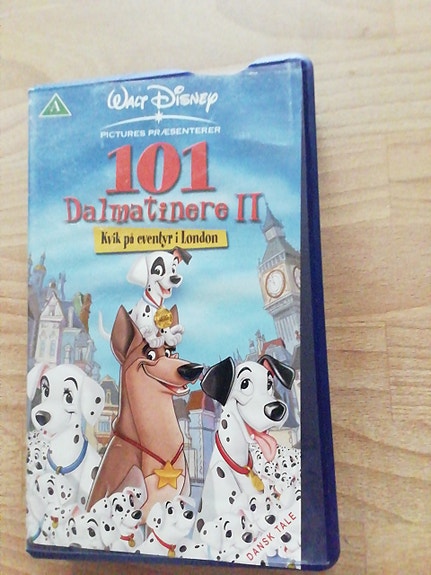 A
WALT DISNEY
PICTURES PRÆSENTERER
101
Dalmatinere II
Kvik på eventyr i London
DANSK TALE